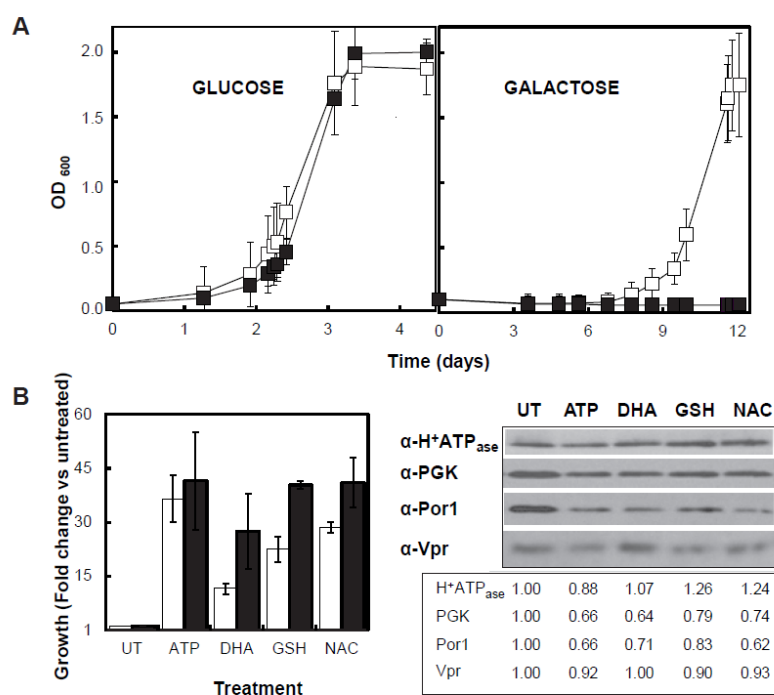 A
GLUCOSE
GALACTOSE
OD 600
2.0
1.5
1.0
0.5
0.0
0 1 2 3 4
0 3 6 9 12
Time (days)
B
Growth (Fold change vs untreated)
60
45
30
15
1
UT ATP DHA GSH NAC
Treatment
UT ATP DHA GSH NAC
α-H+ATPase
α-PGK
α-Por1
α-Vpr
H+ATPase 1.00 0.88 1.07 1.26 1.24
PGK 1.00 0.66 0.64 0.79 0.74
Por1 1.00 0.66 0.71 0.83 0.62
Vpr 1.00 0.92 1.00 0.90 0.93